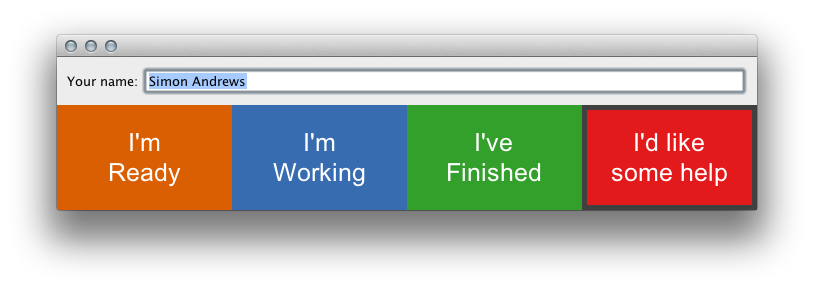 Your name: Simon Andrews
I'm
Ready
I'm
Working
I've
Finished
I'd like
some help